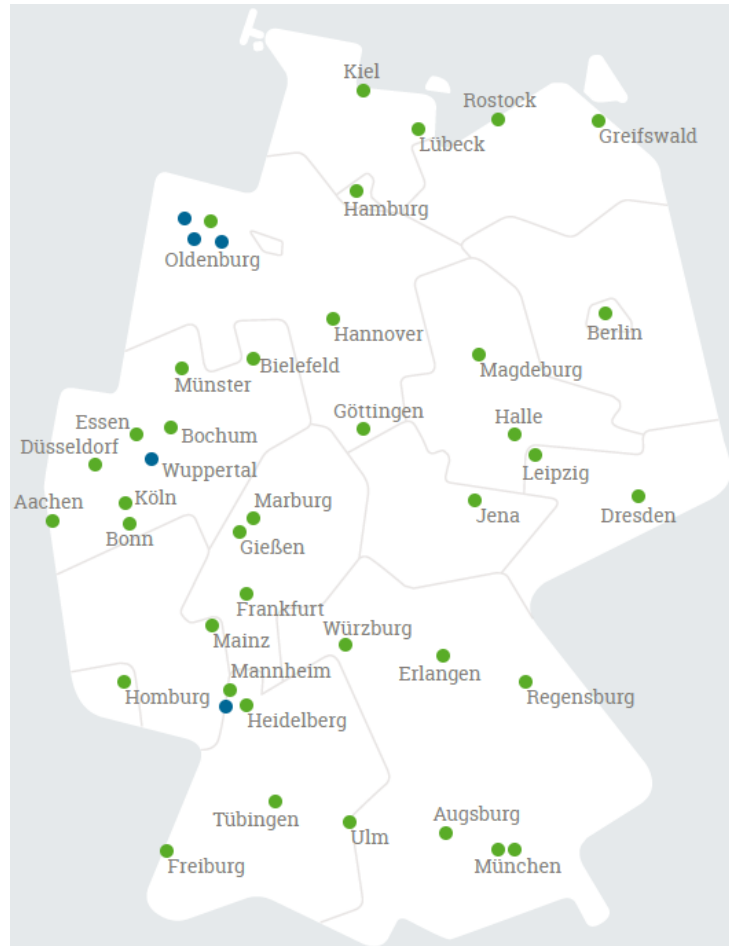 Kiel
Rostock
Lübeck
Greifswald
Hamburg
Oldenburg
Hannover
Berlin
Bielefeld
Magdeburg
Münster
Göttingen
Halle
Essen
Bochum
Düsseldorf
Wuppertal
Leipzig
Aachen
Köln
Marburg
Jena
Dresden
Bonn
Gießen
Frankfurt
Würzburg
Mainz
Erlangen
Mannheim
Homburg
Regensburg
Heidelberg
Augsburg
Tübingen
Ulm
Freiburg
München